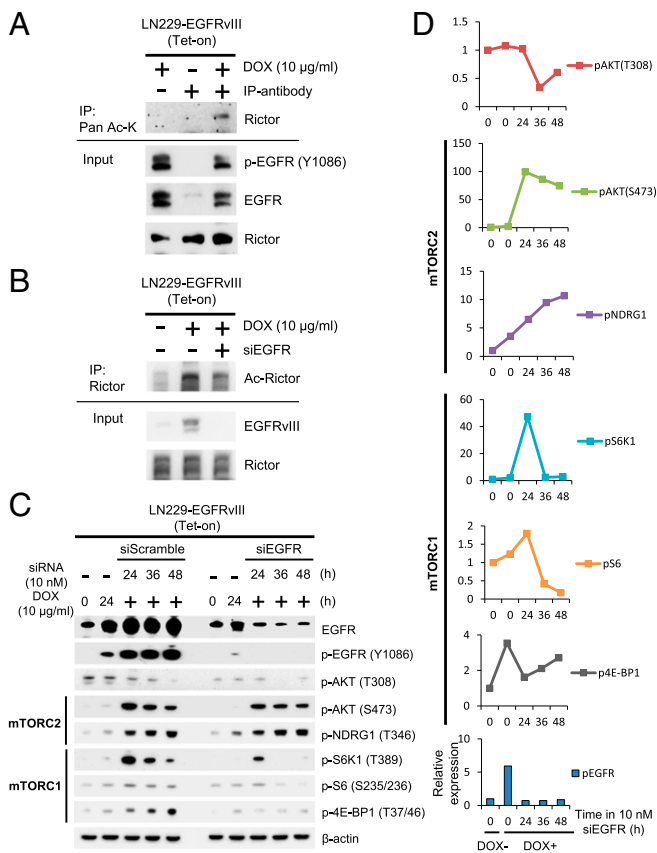 A
LN229-EGFRvIII
(Tet-on)
+ - + DOX (10 μg/ml)
- + + IP-antibody
IP:
Pan Ac-K
Rictor
Input
p-EGFR (Y1086)
EGFR
Rictor
B
LN229-EGFRvIII
(Tet-on)
- + + DOX (10 μg/ml)
- - + siEGFR
IP:
Rictor
Ac-Rictor
Input
EGFRvIII
Rictor
C
LN229-EGFRvIII
(Tet-on)
siScramble siEGFR
siRNA
(10 nM)
- - 24 36 48 - - 24 36 48 (h)
DOX
(10 μg/ml)
0 24 + + + 0 24 + + + (h)
EGFR
p-EGFR (Y1086)
p-AKT (T308)
mTORC2
p-AKT (S473)
p-NDRG1 (T346)
mTORC1
p-S6K1 (T389)
p-S6 (S235/236)
p-4E-BP1 (T37/46)
β-actin
D
1.5
1
0.5
0
pAKT(T308)
0 0 24 36 48
mTORC2
150
100
50
0
pAKT(S473)
0 0 24 36 48
15
10
5
0
pNDRG1
0 0 24 36 48
mTORC1
60
40
20
0
pS6K1
0 0 24 36 48
2
1.5
1
0.5
0
pS6
0 0 24 36 48
4
2
0
p4E-BP1
0 0 24 36 48
Relative
expression
10
5
0
pEGFR
0 0 24 36 48
Time in 10 nM
siEGFR (h)
DOX- DOX+